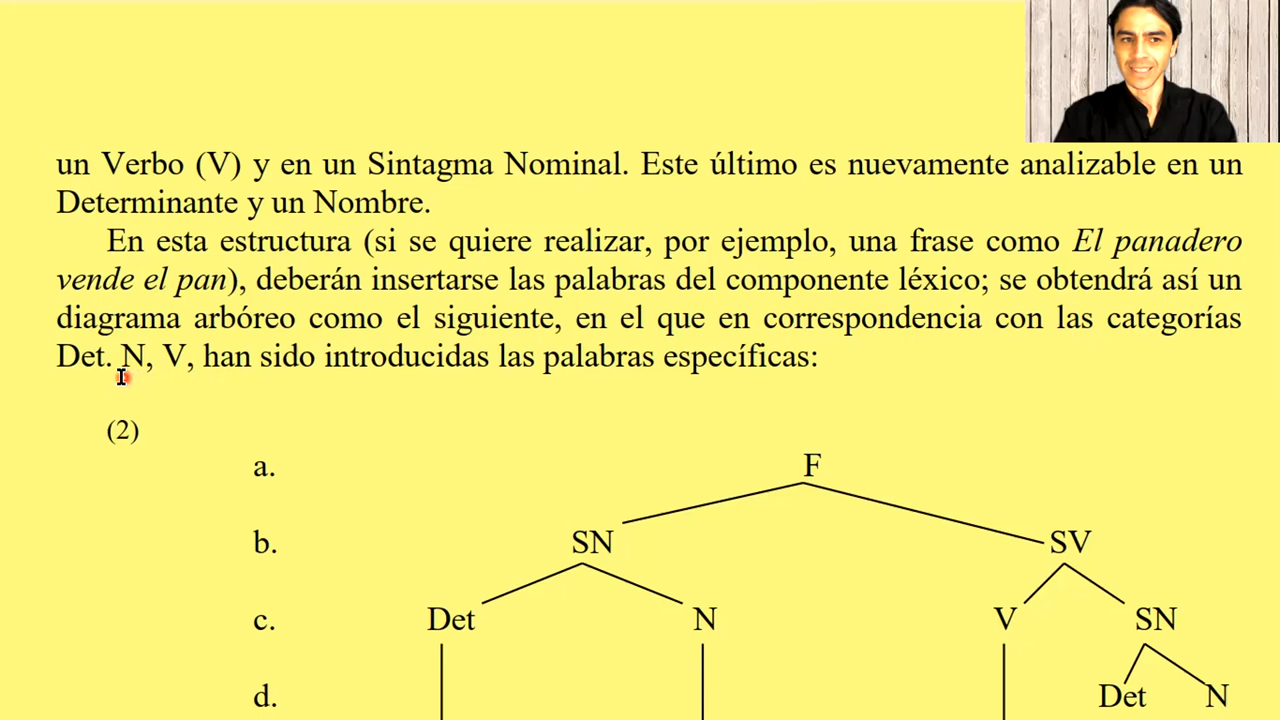 un Verbo (V) y en un Sintagma Nominal. Este último es nuevamente analizable en un
Determinante y un Nombre.
En esta estructura (si se quiere realizar, por ejemplo, una frase como El panadero
vende el pan), deberán insertarse las palabras del componente léxico; se obtendrá así un
diagrama arbóreo como el siguiente, en el que en correspondencia con las categorías
Det. N, V, han sido introducidas las palabras específicas:
(2)
a. F
b. SN SV
c. Det N V SN
d. Det N